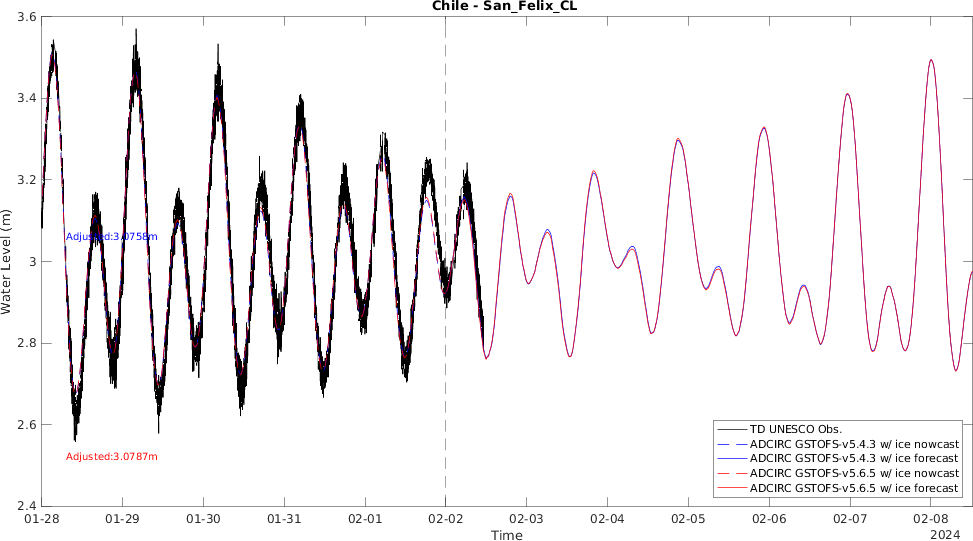 Chile - San_Felix_CL
3.6
3.4
3.2
3
2.8
2.6
2.4
Water Level (m)
Adjusted:3.0758m
Adjusted:3.0787m
TD UNESCO Obs.
ADCIRC GSTOFS-v5.4.3 w/ ice nowcast
ADCIRC GSTOFS-v5.4.3 w/ ice forecast
ADCIRC GSTOFS-v5.6.5 w/ ice nowcast
ADCIRC GSTOFS-v5.6.5 w/ ice forecast
01-28 01-29 01-30 01-31 02-01 02-02 02-03 02-04 02-05 02-06 02-07 02-08
Time
2024